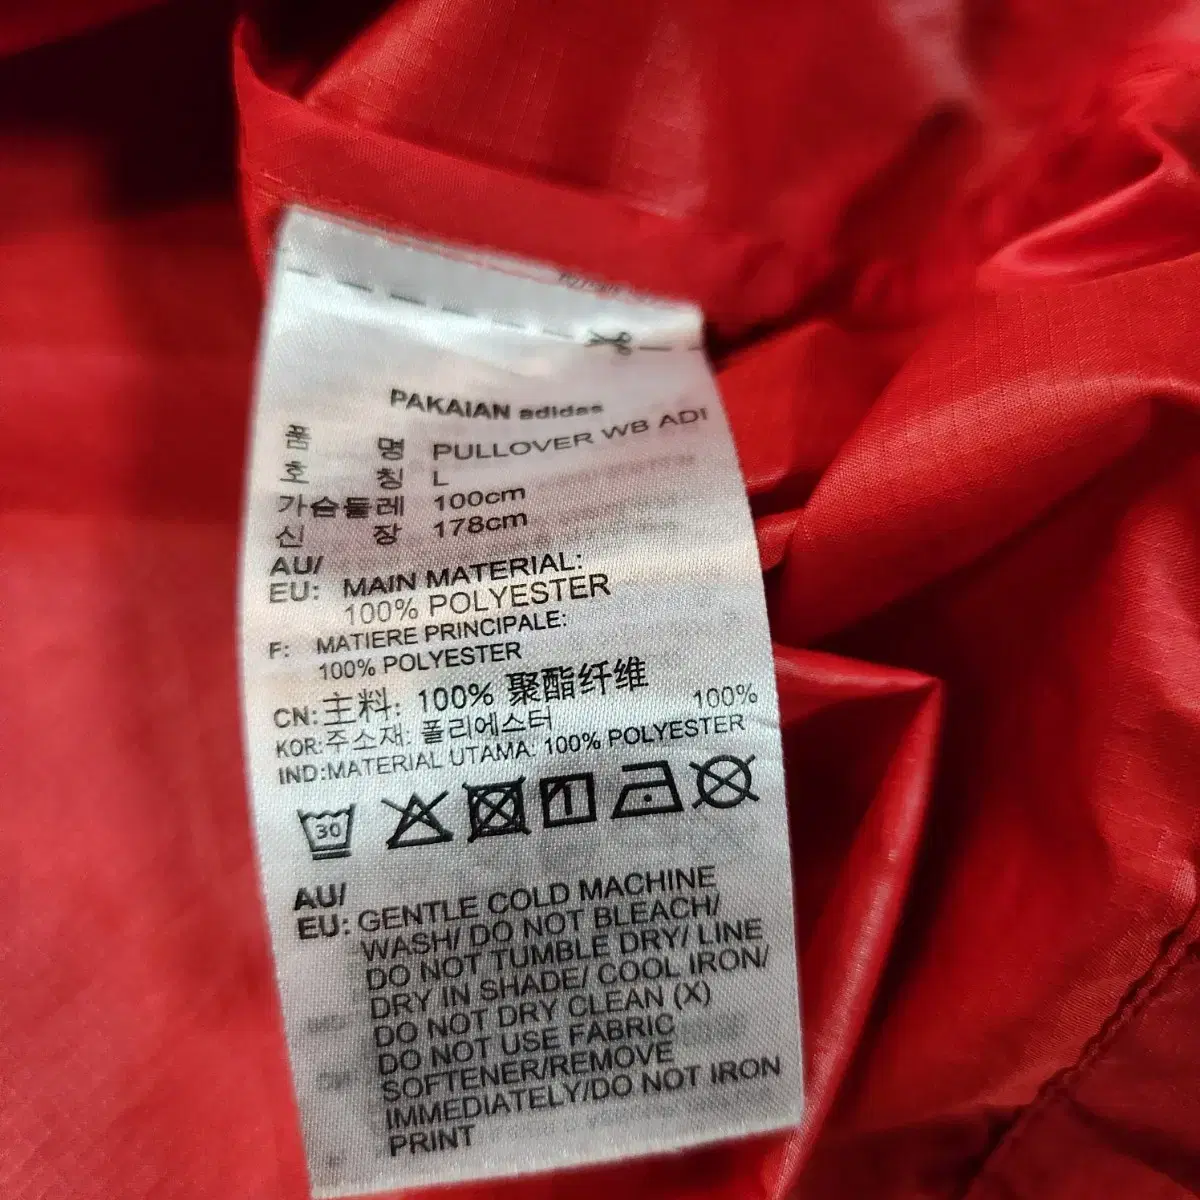 PAKAIAN adidas
품 명 PULLOVER WB ADI
호 칭 L
가슴둘레 100cm
신 장 178cm
AU/
EU: MAIN MATERIAL:
100% POLYESTER
F: MATIERE PRINCIPALE:
100% POLYESTER
CN: 主料: 100% 聚酯纤维
KOR: 주소재: 폴리에스터 100%
IND:MATERIAL UTAMA: 100% POLYESTER
30
AU/
EU: GENTLE COLD MACHINE
WASH/ DO NOT BLEACH/
DO NOT TUMBLE DRY/ LINE
DRY IN SHADE/ COOL IRON/
DO NOT DRY CLEAN (X)
DO NOT USE FABRIC
SOFTENER/REMOVE
IMMEDIATELY/DO NOT IRON
PRINT